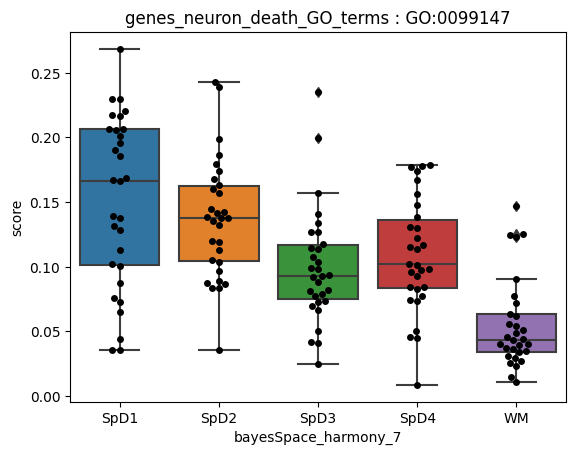 genes_neuron_death_GO_terms : GO:0099147
score
0.25
0.20
0.15
0.10
0.05
0.00
SpD1 SpD2 SpD3 SpD4 WM
bayesSpace_harmony_7